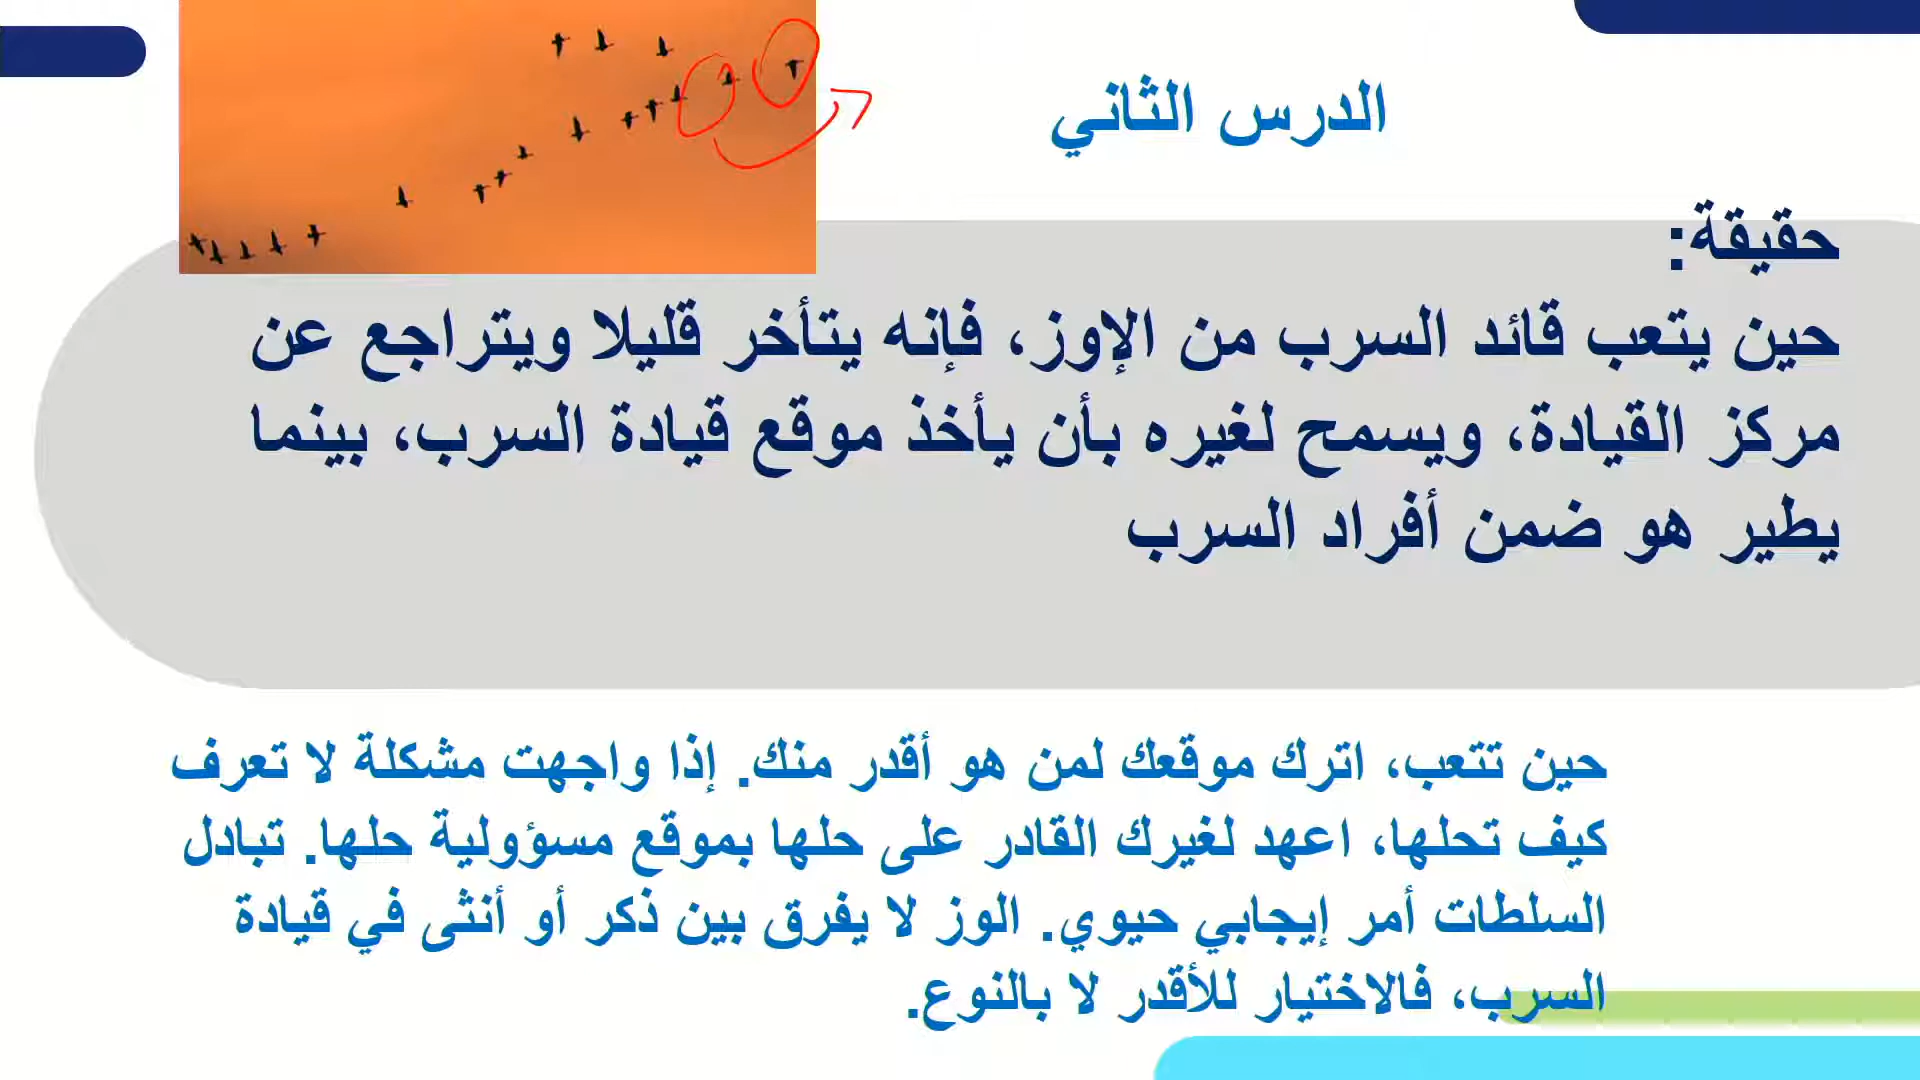 الدرس الثاني
حقيقة:
حين يتعب قائد السرب من الإوز، فإنه يتأخر قليلا ويتراجع عن
مركز القيادة، ويسمح لغيره بأن يأخذ موقع قيادة السرب، بينما
يطير هو ضمن أفراد السرب
حين تتعب، اترك موقعك لمن هو أقدر منك. إذا واجهت مشكلة لا تعرف
كيف تحلها، اعهد لغيرك القادر على حلها بموقع مسؤولية حلها. تبادل
السلطات أمر إيجابي حيوي. الوز لا يفرق بين ذكر أو أنثى في قيادة
السرب، فالاختيار للأقدر لا بالنوع.